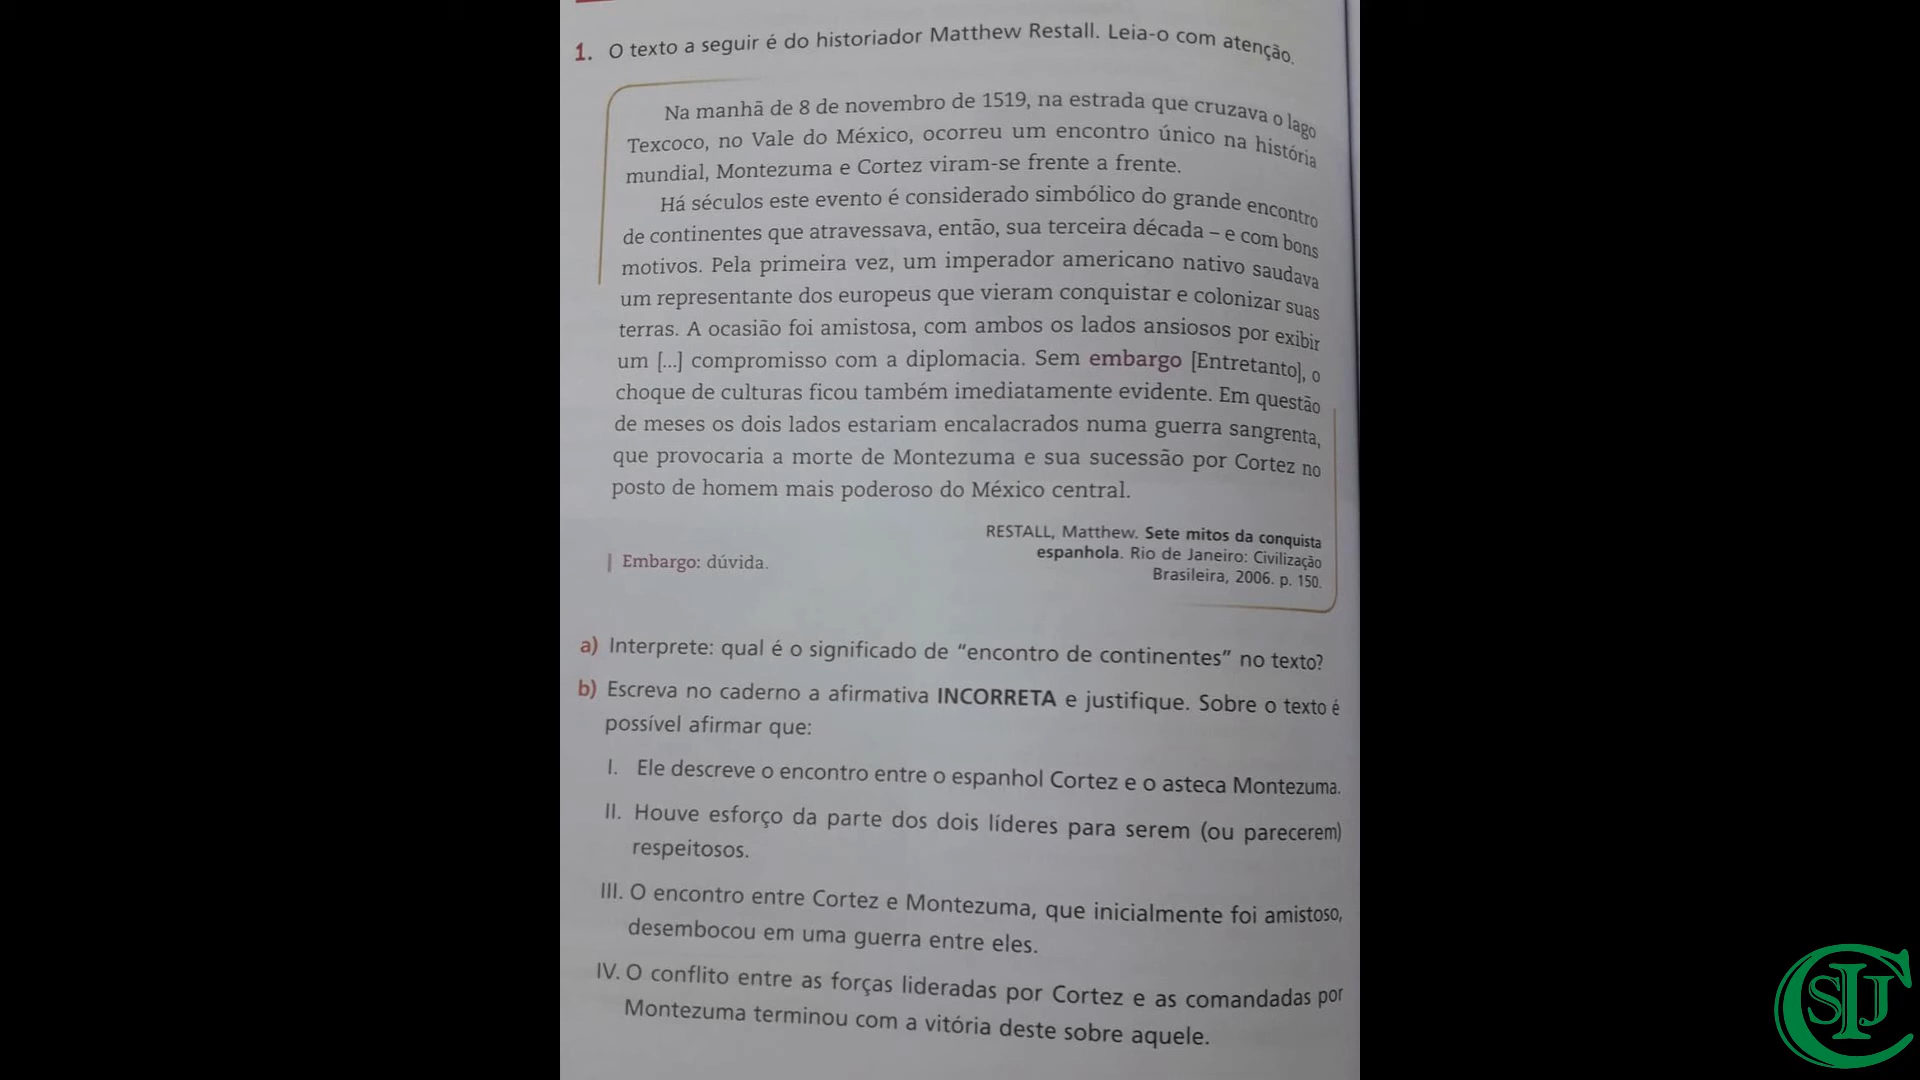 1. O texto a seguir é do historiador Matthew Restall. Leia-o com atenção.
Na manhã de 8 de novembro de 1519, na estrada que cruzava o lago
Texcoco, no Vale do México, ocorreu um encontro único na história
mundial, Montezuma e Cortez viram-se frente a frente.
Há séculos este evento é considerado simbólico do grande encontro
de continentes que atravessava, então, sua terceira década – e com bons
motivos. Pela primeira vez, um imperador americano nativo saudava
um representante dos europeus que vieram conquistar e colonizar suas
terras. A ocasião foi amistosa, com ambos os lados ansiosos por exibir
um [...] compromisso com a diplomacia. Sem embargo [Entretanto], o
choque de culturas ficou também imediatamente evidente. Em questão
de meses os dois lados estariam encalacrados numa guerra sangrenta,
que provocaria a morte de Montezuma e sua sucessão por Cortez no
posto de homem mais poderoso do México central.
RESTALL, Matthew. Sete mitos da conquista
espanhola. Rio de Janeiro: Civilização
Brasileira, 2006. p. 150.
Embargo: dúvida.
a) Interprete: qual é o significado de “encontro de continentes” no texto?
b) Escreva no caderno a afirmativa INCORRETA e justifique. Sobre o texto é
possível afirmar que:
I. Ele descreve o encontro entre o espanhol Cortez e o asteca Montezuma.
II. Houve esforço da parte dos dois líderes para serem (ou parecerem)
respeitosos.
III. O encontro entre Cortez e Montezuma, que inicialmente foi amistoso,
desembocou em uma guerra entre eles.
IV. O conflito entre as forças lideradas por Cortez e as comandadas por
Montezuma terminou com a vitória deste sobre aquele.
CSIJ